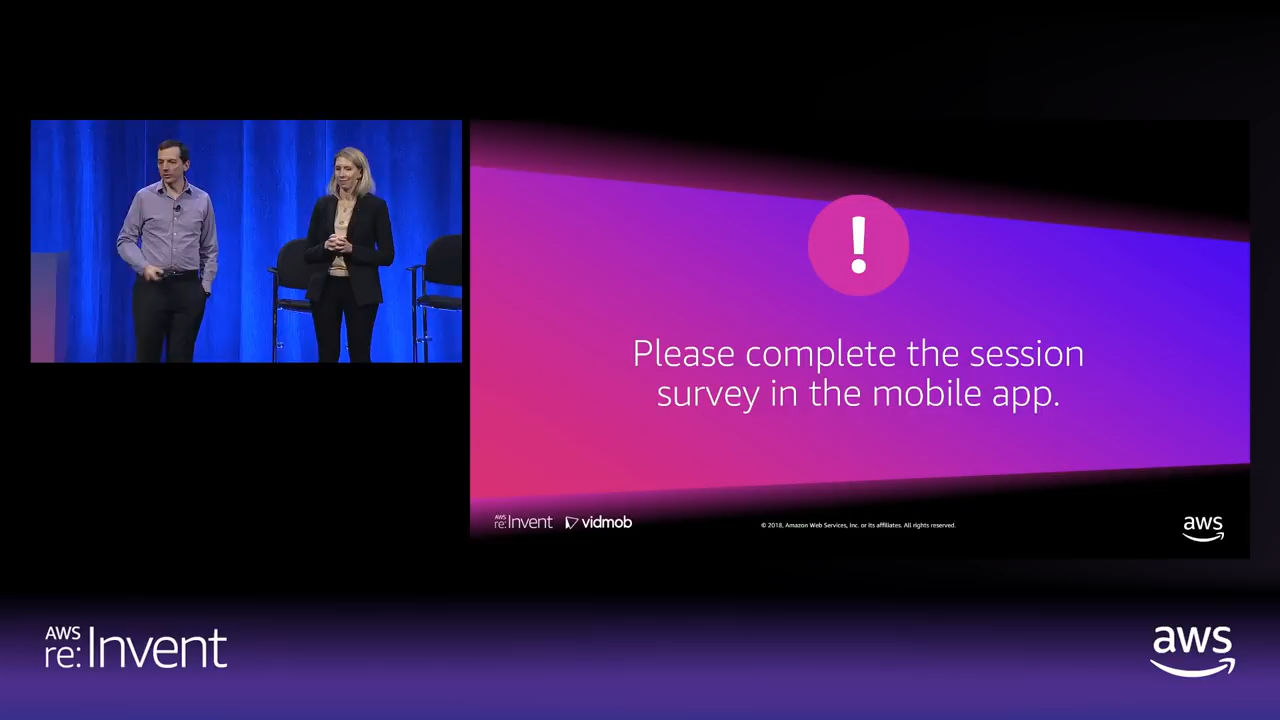 !
Please complete the session
survey in the mobile app.
AWS
re:Invent
vidmob
© 2018, Amazon Web Services, Inc. or its affiliates. All rights reserved.
aws
AWS
re:Invent
aws